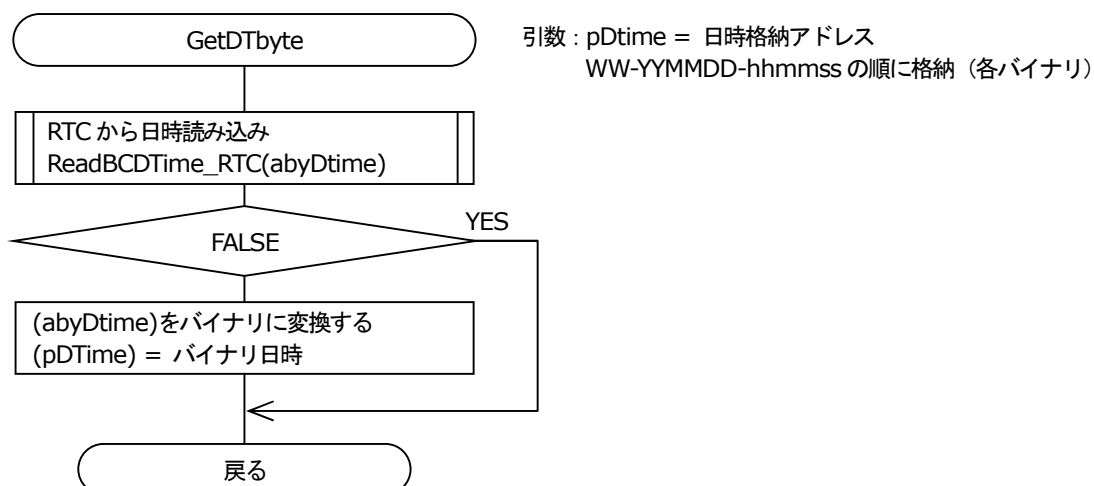 GetDTbyte
引数：pDtime = 日時格納アドレス
WW-YYMMDD-hhmmss の順に格納（各バイナリ）
RTC から日時読み込み
ReadBCDTime_RTC(abyDtime)
YES
FALSE
(abyDtime)をバイナリに変換する
(pDTime) = バイナリ日時
戻る